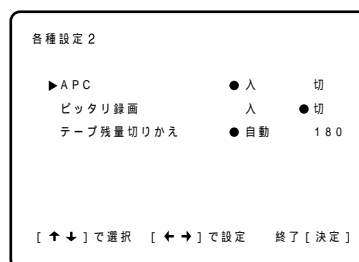 各種設定2
▶APC ●入 切
ピッタリ録画 入 ●切
テープ残量切りかえ ●自動 180
[↑↓]で選択 [←→]で設定 終了[決定]